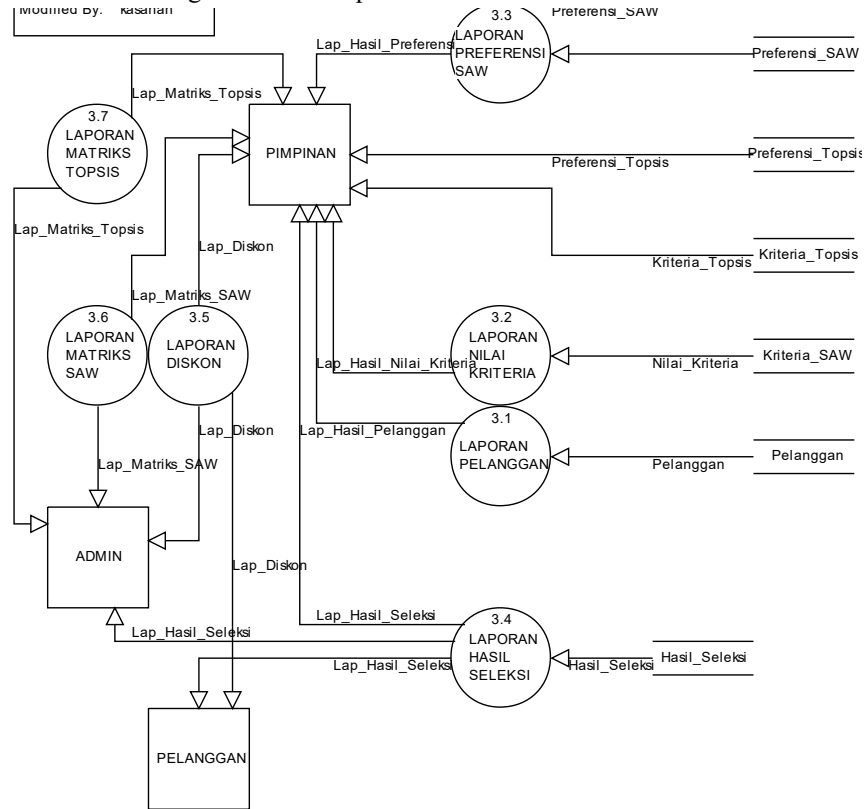 Modified By: kasanah
3.3
LAPORAN
PREFERENSI
SAW
Preferensi_SAW
Lap_Hasil_Preferensi
Preferensi_SAW
Lap_Matriks_Topsis
3.7
LAPORAN
MATRIKS
TOPSIS
PIMPINAN
Preferensi_Topsis
Preferensi_Topsis
Lap_Matriks_Topsis
Lap_Diskon
Kriteria_Topsis
Kriteria_Topsis
Lap_Matriks_SAW
3.6
LAPORAN
MATRIKS
SAW
3.5
LAPORAN
DISKON
3.2
LAPORAN
NILAI
KRITERIA
Lap_Hasil_Nilai_Kriteria
Nilai_Kriteria
Kriteria_SAW
3.1
LAPORAN
PELANGGAN
Lap_Diskon
Lap_Hasil_Pelanggan
Pelanggan
Pelanggan
Lap_Matriks_SAW
ADMIN
Lap_Diskon
Lap_Hasil_Seleksi
3.4
LAPORAN
HASIL
SELEKSI
Lap_Hasil_Seleksi
Lap_Hasil_Seleksi
Hasil_Seleksi
Hasil_Seleksi
PELANGGAN